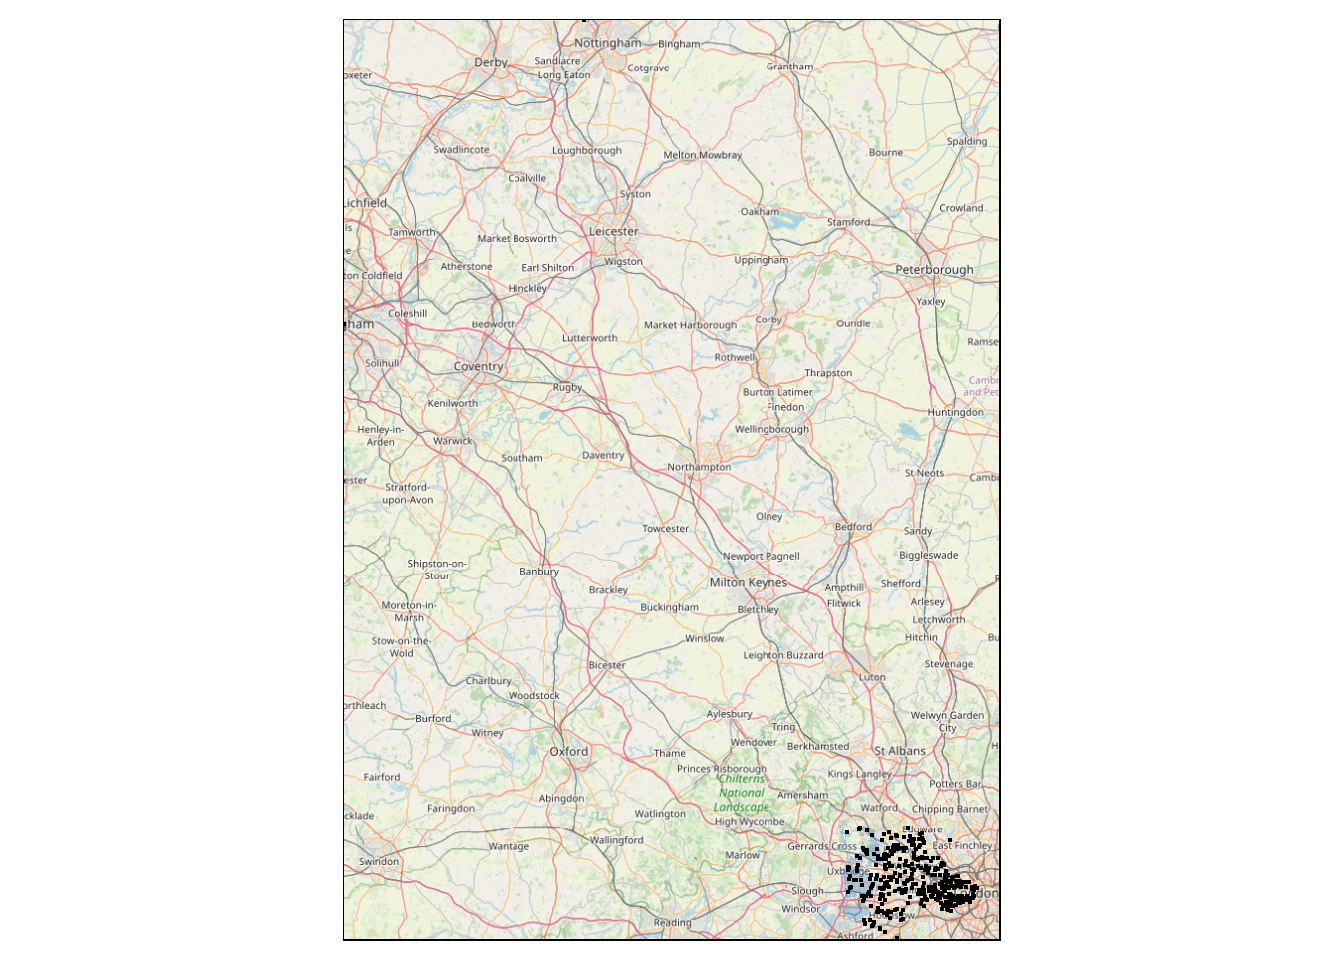 Nottingham
Bingham
Derby
Sandiacre
Long Eaton
Cotgrave
Grantham
oxeter
Swadlincote
Loughborough
Melton Mowbray
Bourne
Spalding
Coalville
Syston
Lichfield
Oakham
Stamford
Crowland
ls
Tamworth
Market Bosworth
Leicester
e
Atherstone
Earl Shilton
Wigston
Uppingham
Peterborough
ton Coldfield
Hinckley
Yaxley
Coleshill
gham
Bedworth
Market Harborough
Corby
Oundle
Lutterworth
Ramse
Solihull
Coventry
Rothwell
Thrapston
Rugby
Burton Latimer
Cambr
and Pet
Kenilworth
Finedon
Huntingdon
Henley-in-
Arden
Warwick
Wellingborough
Southam
Daventry
Northampton
St Neots
Camb
ester
Stratford-
upon-Avon
Olney
Towcester
Bedford
Sandy
Newport Pagnell
Biggleswade
Shipston-on-
Stour
Banbury
Milton Keynes
Ampthill
Shefford
Brackley
Flitwick
Arlesey
Moreton-in-
Marsh
Buckingham
Bletchley
Letchworth
Stow-on-the-
Wold
Winslow
Hitchin
Bu
Bicester
Leighton Buzzard
Stevenage
Charlbury
Luton
Woodstock
orthleach
Burford
Aylesbury
Welwyn Garden
City
Witney
Tring
Wendover
Berkhamsted
Oxford
Thame
St Albans
H
Princes Risborough
Kings Langley
Fairford
Chilterns
National
Landscape
Potters Bar
Abingdon
Amersham
Faringdon
Watlington
Watford
Chipping Barnet
cklade
High Wycombe
Edgware
Wantage
Wallingford
Gerrards Cross
East Finchley
Swindon
Marlow
Slough
Windsor
Reading
Ashford